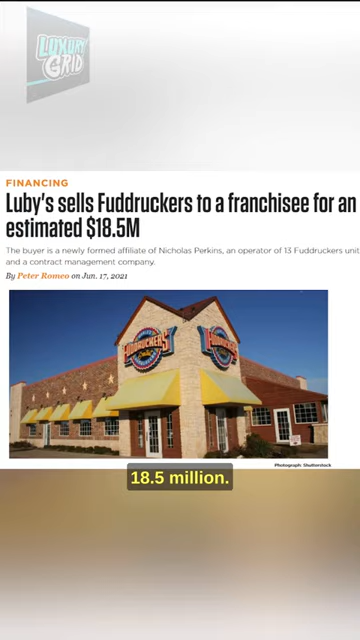 LUXURY
GRID
FINANCING
Luby's sells Fuddruckers to a franchisee for an
estimated $18.5M
The buyer is a newly formed affiliate of Nicholas Perkins, an operator of 13 Fuddruckers unit
and a contract management company.
By Peter Romeo on Jun. 17, 2021
FUDDRUCKERS
FUDDRUCKERS
Photograph: Shutterstock
18.5 million.